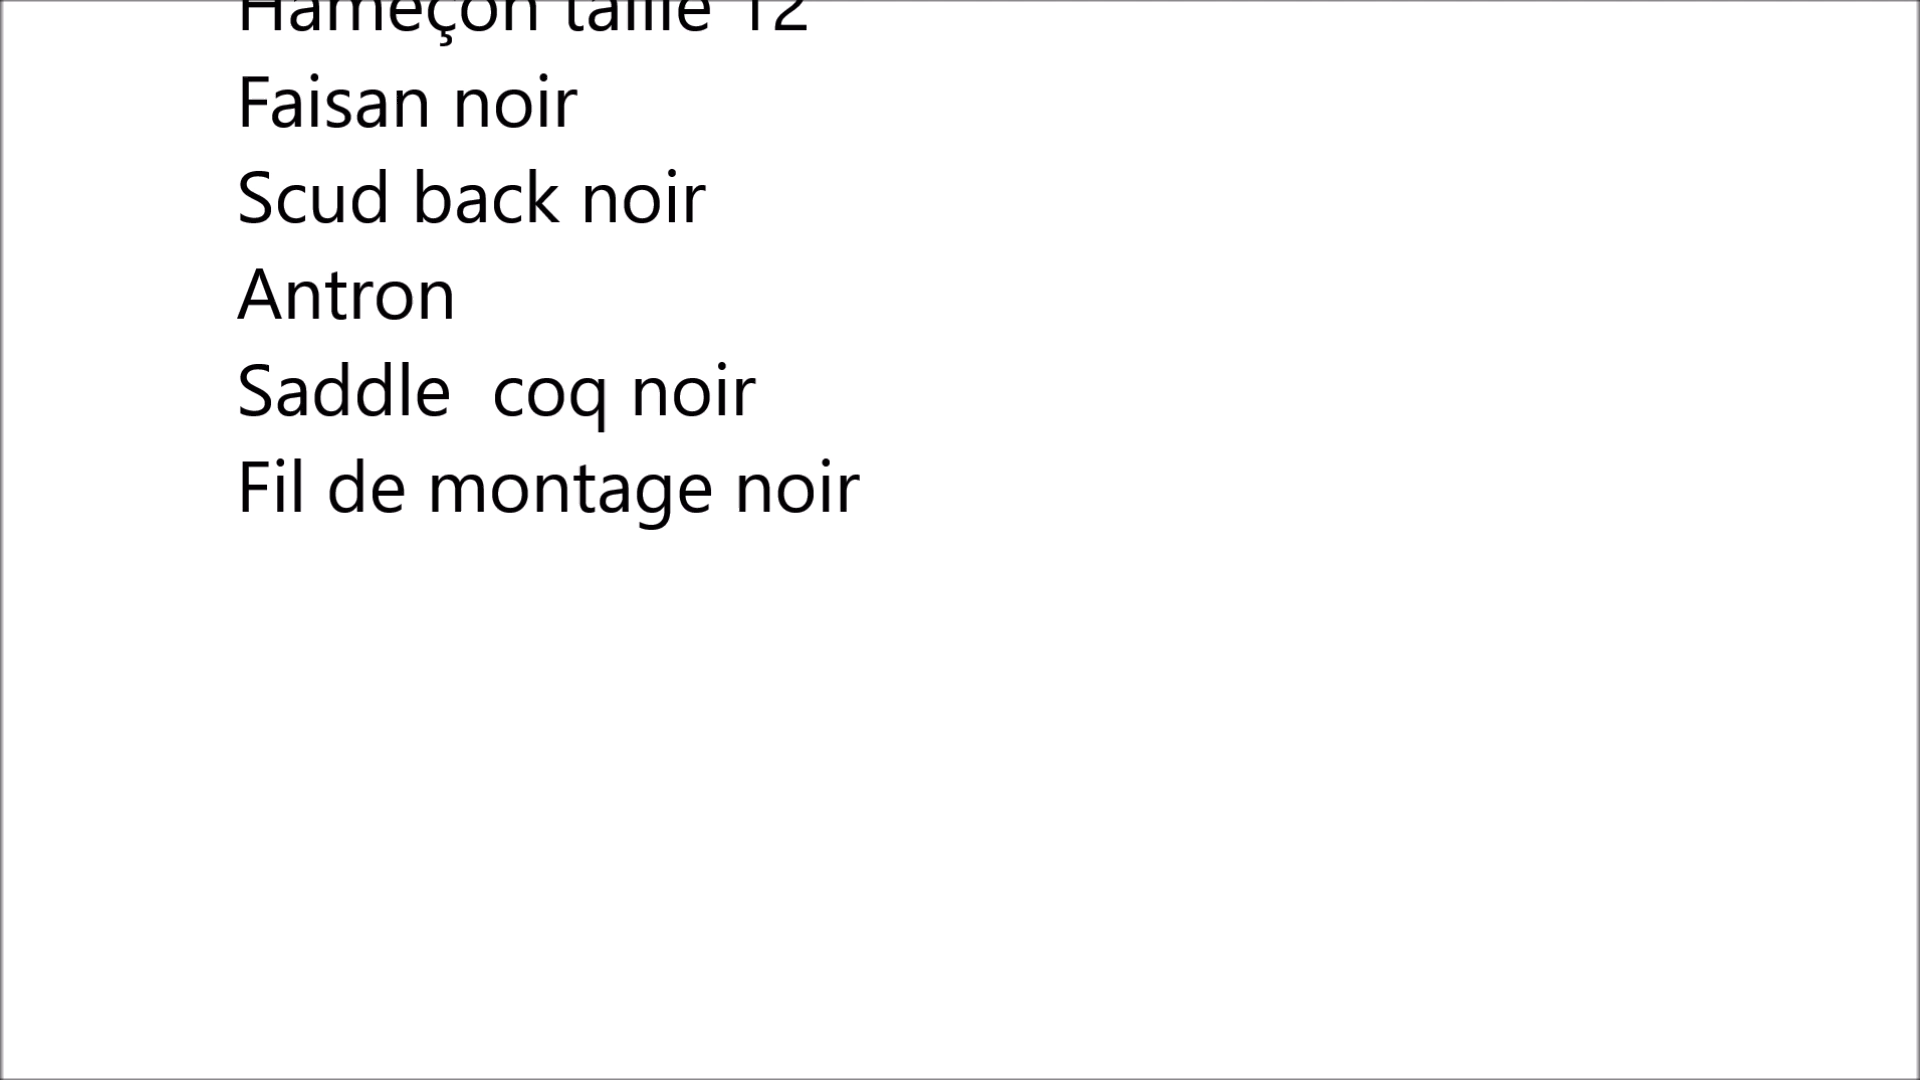 Hameçon taille 12
Faisan noir
Scud back noir
Antron
Saddle  coq noir
Fil de montage noir